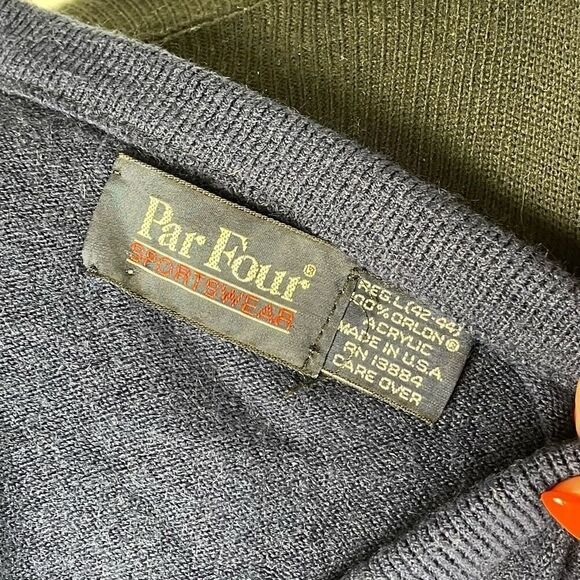 Par Four®
SPORTSWEAR
REG L (42-44)
100% ORLON®
ACRYLIC
MADE IN U.S.A.
RN 13884
CARE OVER